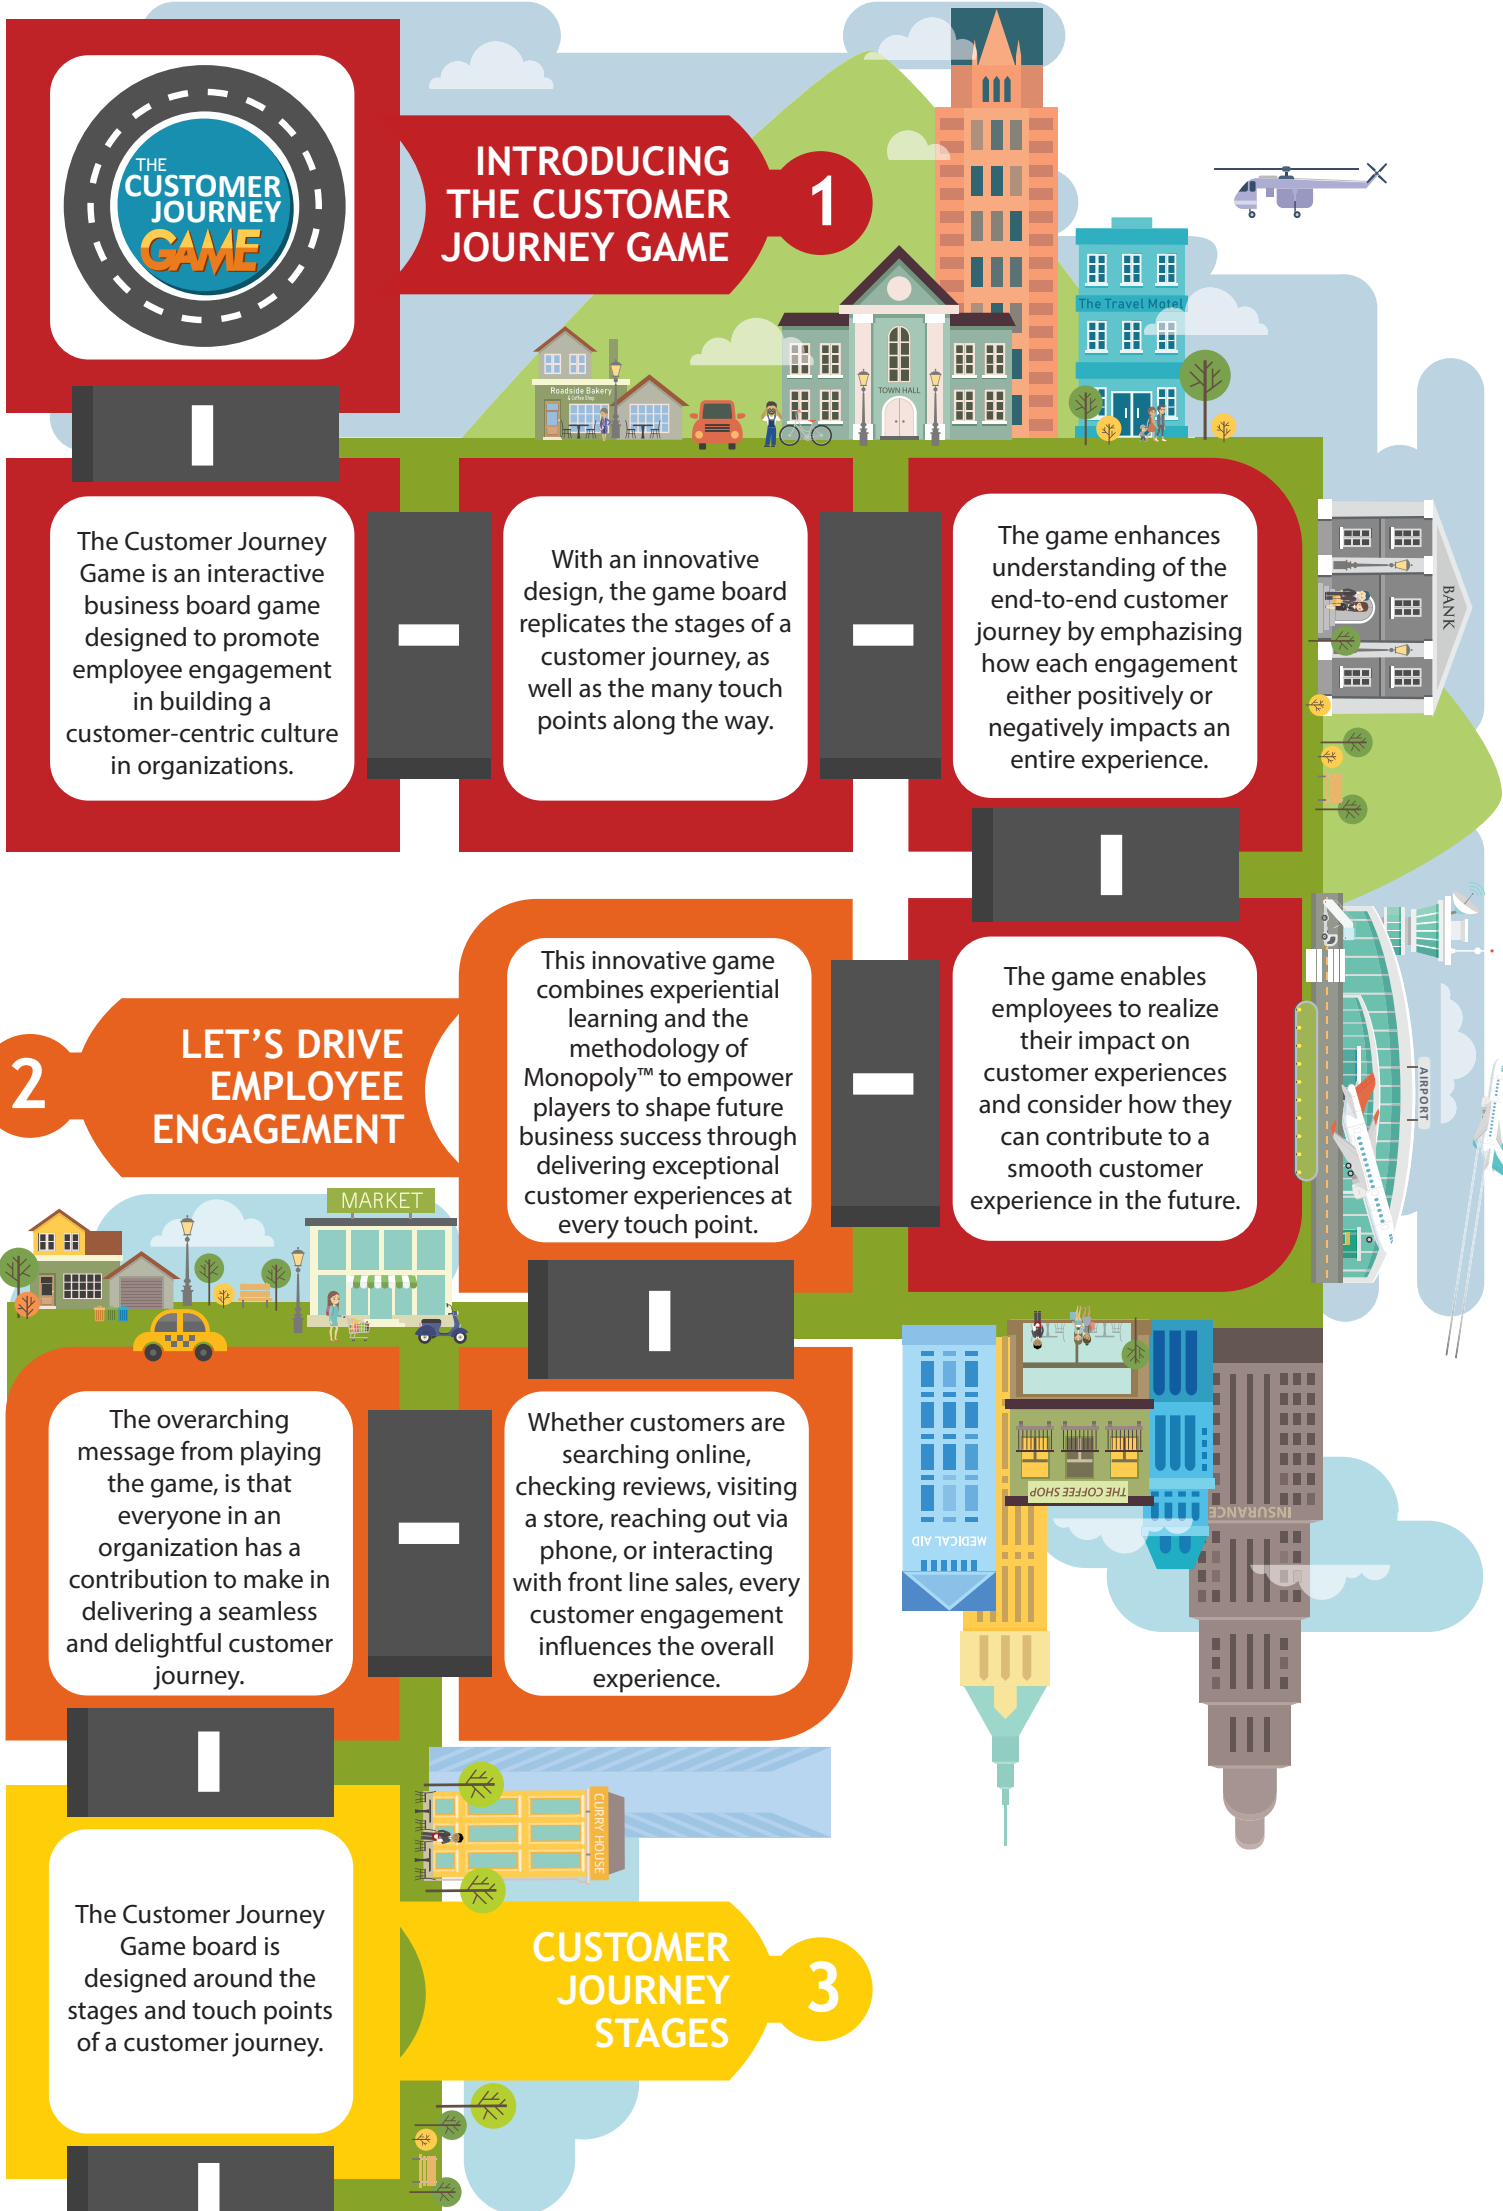 THE
CUSTOMER
JOURNEY
GAME
INTRODUCING
THE CUSTOMER
JOURNEY GAME
1
The Travel Motel
Roadside Bakery
& Coffee Shop
TOWN HALL
The Customer Journey
Game is an interactive
business board game
designed to promote
employee engagement
in building a
customer-centric culture
in organizations.
With an innovative
design, the game board
replicates the stages of a
customer journey, as
well as the many touch
points along the way.
The game enhances
understanding of the
end-to-end customer
journey by emphazising
how each engagement
either positively or
negatively impacts an
entire experience.
BANK
The game enables
employees to realize
their impact on
customer experiences
and consider how they
can contribute to a
smooth customer
experience in the future.
AIRPORT
2
LET’S DRIVE
EMPLOYEE
ENGAGEMENT
This innovative game
combines experiential
learning and the
methodology of
Monopoly™ to empower
players to shape future
business success through
delivering exceptional
customer experiences at
every touch point.
MARKET
Whether customers are
searching online,
checking reviews, visiting
a store, reaching out via
phone, or interacting
with front line sales, every
customer engagement
influences the overall
experience.
The overarching
message from playing
the game, is that
everyone in an
organization has a
contribution to make in
delivering a seamless
and delightful customer
journey.
THE COFFEE SHOP
MEDICAL AID
INSURANCE
CURRY HOUSE
The Customer Journey
Game board is
designed around the
stages and touch points
of a customer journey.
CUSTOMER
JOURNEY
STAGES
3